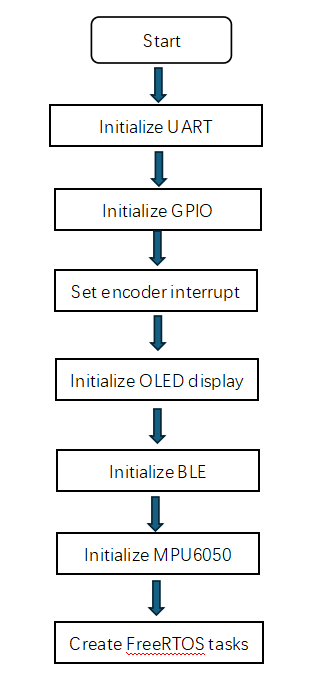 Start
Initialize UART
Initialize GPIO
Set encoder interrupt
Initialize OLED display
Initialize BLE
Initialize MPU6050
Create FreeRTOS tasks